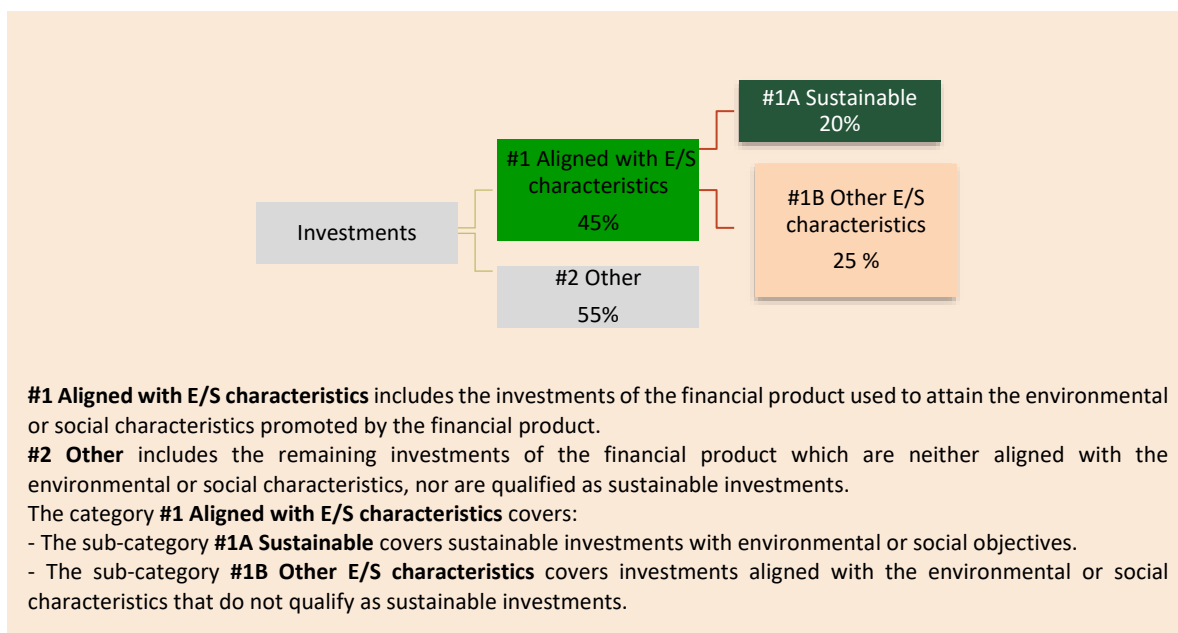 #1A Sustainable
20%
#1 Aligned with E/S
characteristics
45%
#1B Other E/S
characteristics
25 %
Investments
#2 Other
55%
#1 Aligned with E/S characteristics includes the investments of the financial product used to attain the environmental
or social characteristics promoted by the financial product.
#2 Other includes the remaining investments of the financial product which are neither aligned with the
environmental or social characteristics, nor are qualified as sustainable investments.
The category #1 Aligned with E/S characteristics covers:
- The sub-category #1A Sustainable covers sustainable investments with environmental or social objectives.
- The sub-category #1B Other E/S characteristics covers investments aligned with the environmental or social
characteristics that do not qualify as sustainable investments.